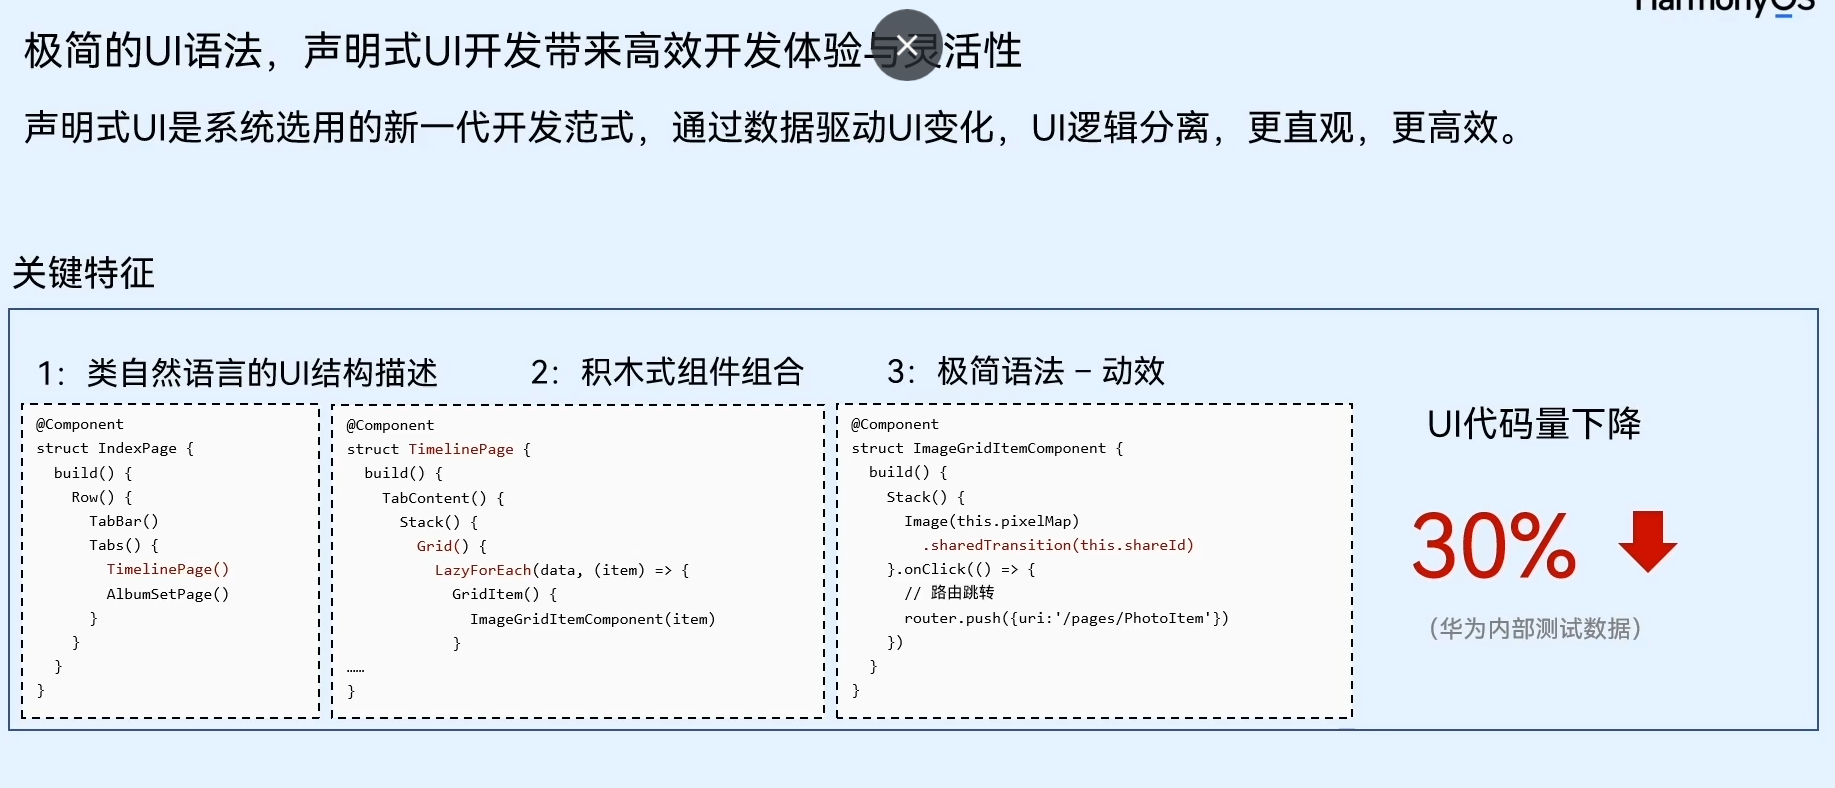 HarmonyOS
极简的UI语法，声明式UI开发带来高效开发体验与灵活性
声明式UI是系统选用的新一代开发范式，通过数据驱动UI变化，UI逻辑分离，更直观，更高效。
关键特征
1：类自然语言的UI结构描述
@Component
struct IndexPage {
  build() {
    Row() {
      TabBar()
      Tabs() {
        TimelinePage()
        AlbumSetPage()
      }
    }
  }
}
2：积木式组件组合
@Component
struct TimelinePage {
  build() {
    TabContent() {
      Stack() {
        Grid() {
          LazyForEach(data, (item) => {
            GridItem() {
              ImageGridItemComponent(item)
            }
……
}
3：极简语法 – 动效
@Component
struct ImageGridItemComponent {
  build() {
    Stack() {
      Image(this.pixelMap)
        .sharedTransition(this.shareId)
    }.onClick(() => {
      // 路由跳转
      router.push({uri:'/pages/PhotoItem'})
    })
  }
}
UI代码量下降
30%
（华为内部测试数据）